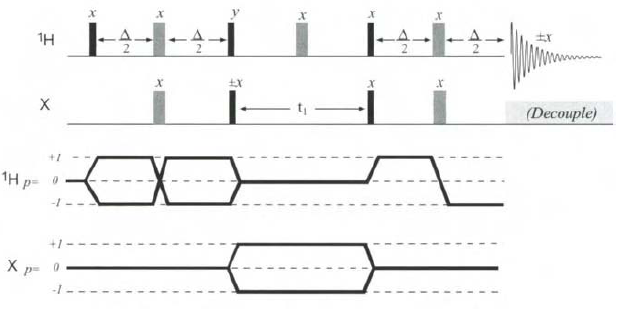 x x y x x x
¹H Δ/2 Δ/2 Δ/2 Δ/2 ±x
x ±x x x
X t₁ (Decouple)
+1
¹H p= 0
-1
+1
X p= 0
-1